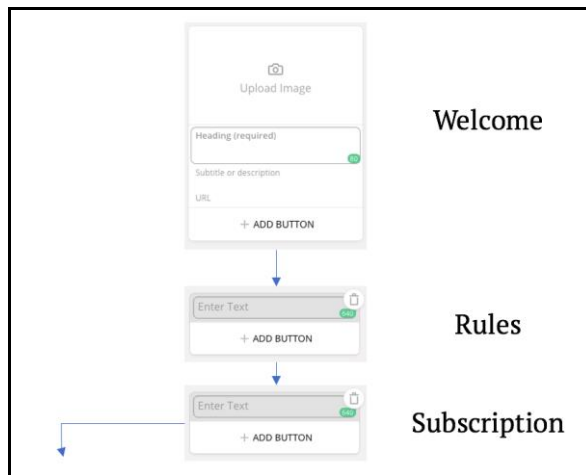 Upload Image
Welcome
Heading (required)
80
Subtitle or description
URL
+ ADD BUTTON
Enter Text
640
Rules
+ ADD BUTTON
Enter Text
640
Subscription
+ ADD BUTTON